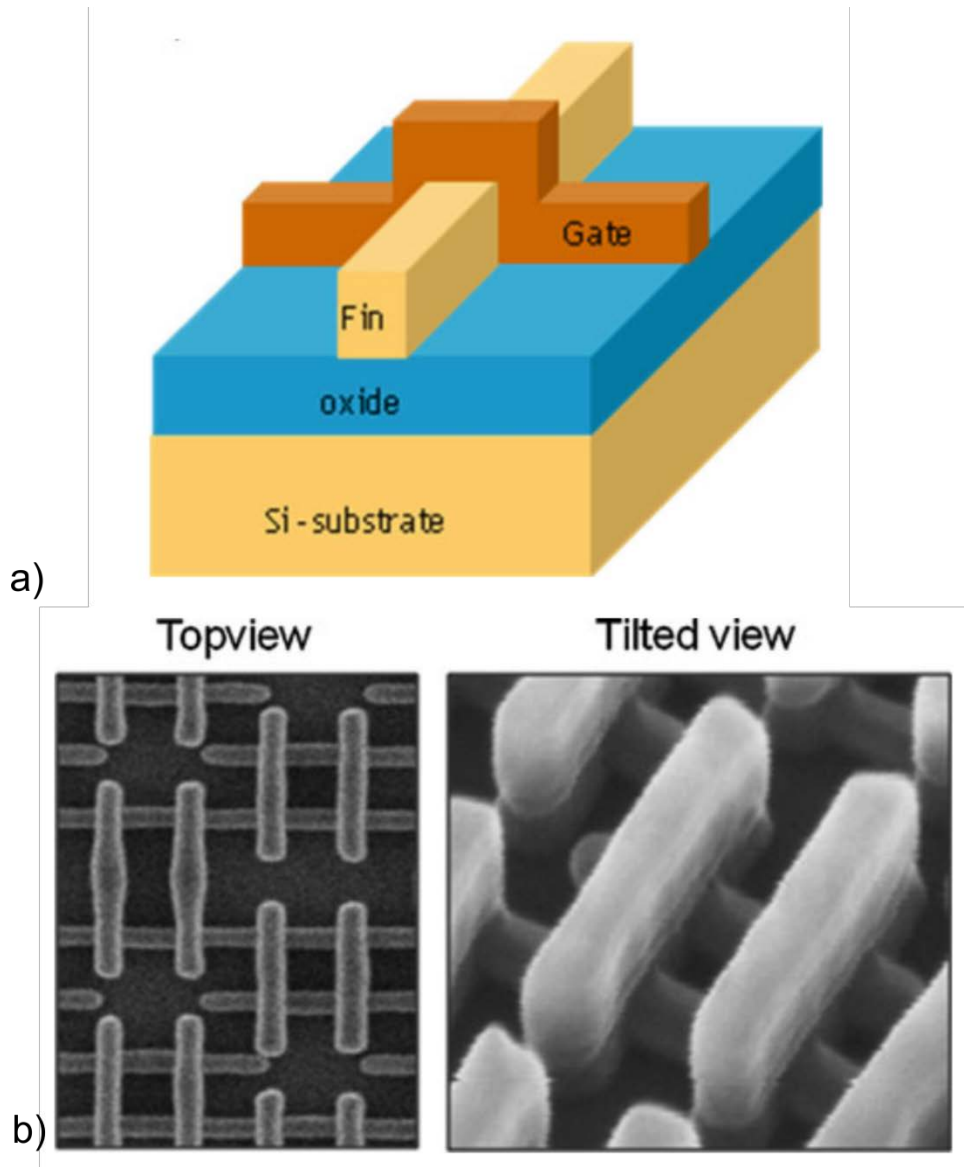 Gate
Fin
oxide
Si-substrate
a)
Topview
Tilted view
b)